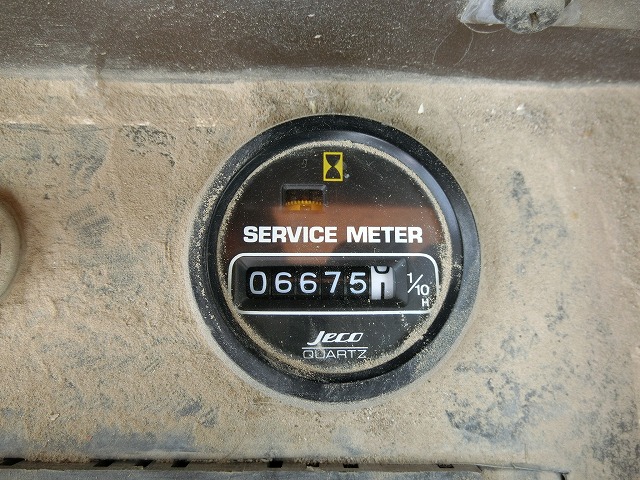 SERVICE METER
06675 1/10
H
Jeco
QUARTZ